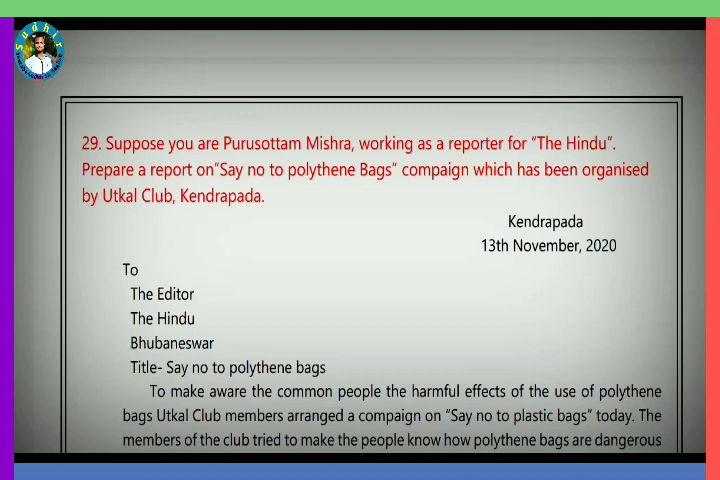 Sudhir
29. Suppose you are Purusottam Mishra, working as a reporter for "The Hindu".
Prepare a report on"Say no to polythene Bags" compaign which has been organised
by Utkal Club, Kendrapada.
Kendrapada
13th November, 2020
To
The Editor
The Hindu
Bhubaneswar
Title- Say no to polythene bags
To make aware the common people the harmful effects of the use of polythene
bags Utkal Club members arranged a compaign on "Say no to plastic bags" today. The
members of the club tried to make the people know how polythene bags are dangerous